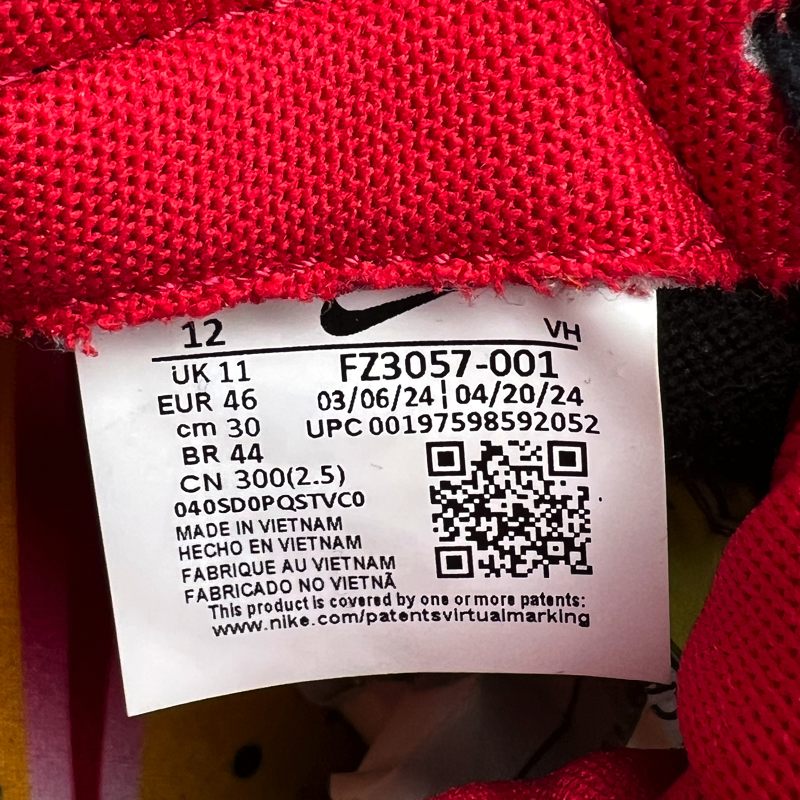 12 VH
UK 11 FZ3057-001
EUR 46 03/06/24 | 04/20/24
cm 30 UPC 00197598592052
BR 44
CN 300(2.5)
040SD0PQSTVC0
MADE IN VIETNAM
HECHO EN VIETNAM
FABRIQUE AU VIETNAM
FABRICADO NO VIETNÃ
This product is covered by one or more patents:
www.nike.com/patentsvirtualmarking